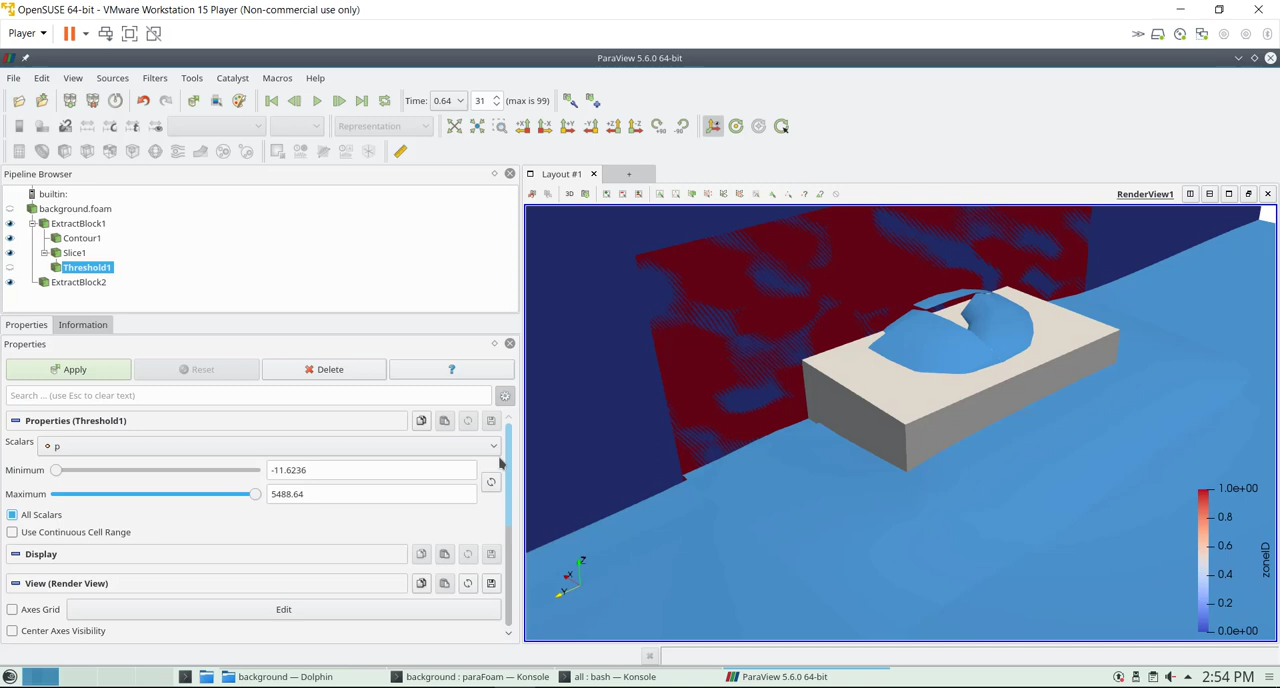 OpenSUSE 64-bit - VMware Workstation 15 Player (Non-commercial use only)
Player
ParaView 5.6.0 64-bit
File Edit View Sources Filters Tools Catalyst Macros Help
Time: 0.64 31 (max is 99)
Representation
+X -X +Y -Y +Z -Z +90 -90
Pipeline Browser
Layout #1 +
builtin:
3D RenderView1
background.foam
ExtractBlock1
Contour1
Slice1
Threshold1
ExtractBlock2
Properties Information
Properties
Apply Reset Delete ?
Search ... (use Esc to clear text)
Properties (Threshold1)
Scalars p
Minimum -11.6236
Maximum 5488.64
All Scalars
Use Continuous Cell Range
Display
View (Render View)
Axes Grid Edit
Center Axes Visibility
Z
X
Y
1.0e+00
0.8
0.6
0.4
0.2
0.0e+00
zoneID
background — Dolphin background : paraFoam — Konsole all : bash — Konsole ParaView 5.6.0 64-bit 2:54 PM